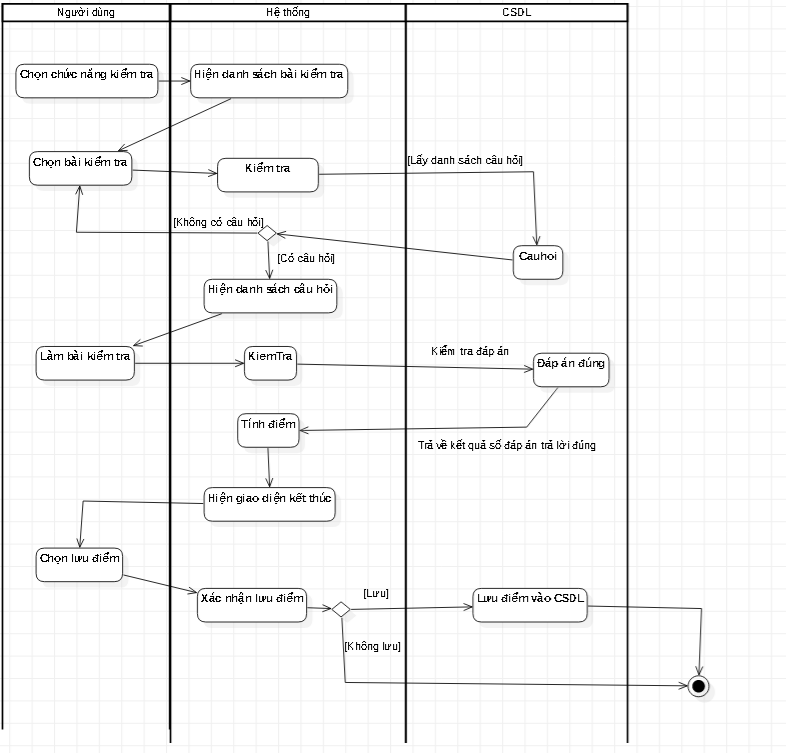 Người dùng
Hệ thống
CSDL
Chọn chức năng kiểm tra
Hiện danh sách bài kiểm tra
Chọn bài kiểm tra
Kiểm tra
[Lấy danh sách câu hỏi]
[Không có câu hỏi]
[Có câu hỏi]
Cauhoi
Hiện danh sách câu hỏi
Làm bài kiểm tra
KiemTra
Kiểm tra đáp án
Đáp án đúng
Tính điểm
Trả về kết quả số đáp án trả lời đúng
Hiện giao diện kết thúc
Chọn lưu điểm
Xác nhận lưu điểm
[Lưu]
Lưu điểm vào CSDL
[Không lưu]